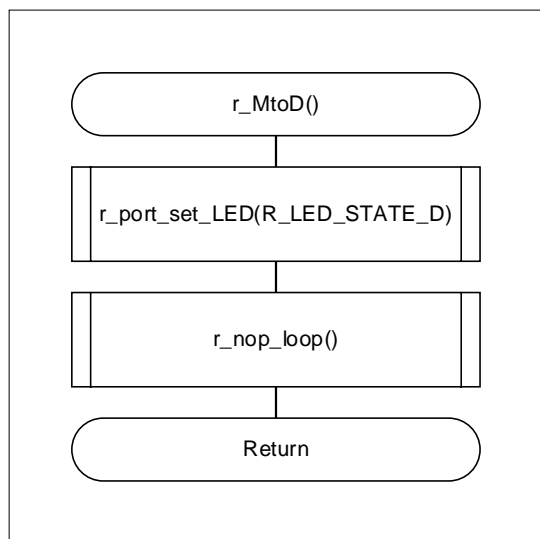 r_MtoD()
r_port_set_LED(R_LED_STATE_D)
r_nop_loop()
Return